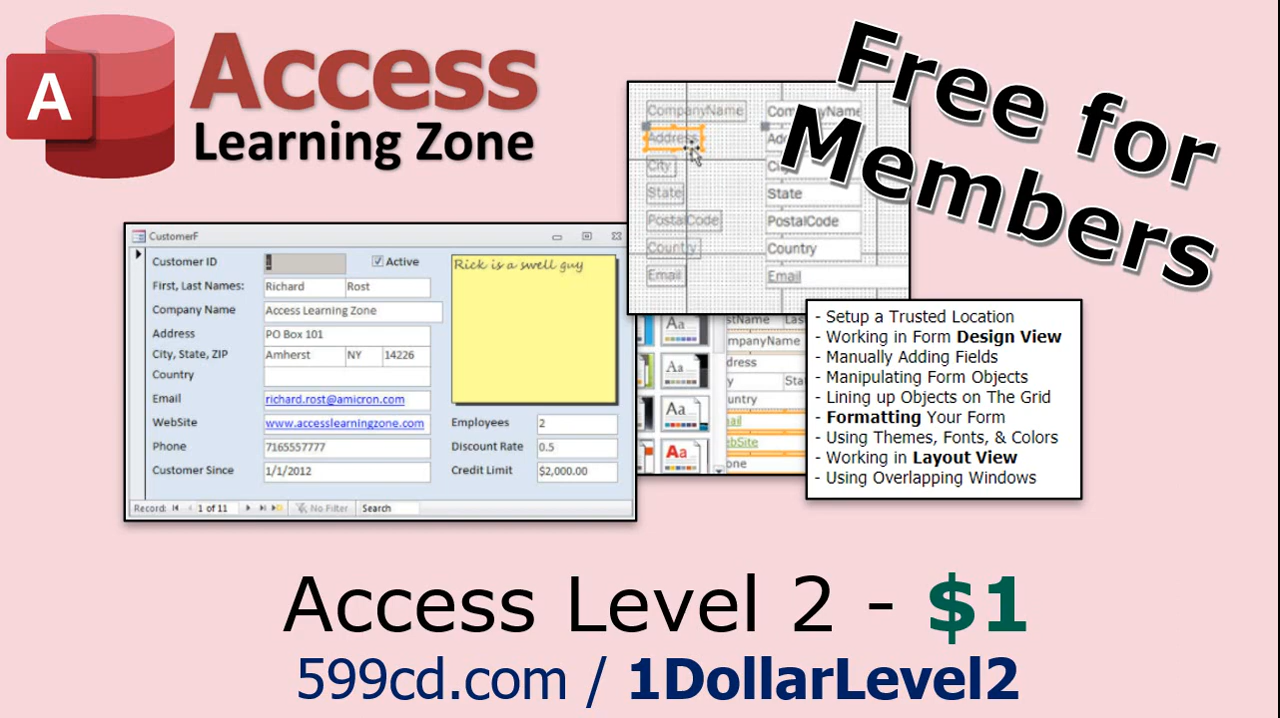 A
Access
Learning Zone
Free for
Members
CompanyName CompanyName
Address
City
State State
PostalCode PostalCode
Country Country
Email Email
CustomerF
Customer ID
Active
Rick is a swell guy
First, Last Names: Richard Rost
Company Name Access Learning Zone
Address PO Box 101
City, State, ZIP Amherst NY 14226
Country
Email richard.rost@amicron.com
WebSite www.accesslearningzone.com
Phone 7165557777
Customer Since 1/1/2012
Employees 2
Discount Rate 0.5
Credit Limit $2,000.00
Record: 1 of 11 No Filter Search
Aa
Aa
Aa
Aa
- Setup a Trusted Location
- Working in Form Design View
- Manually Adding Fields
- Manipulating Form Objects
- Lining up Objects on The Grid
- Formatting Your Form
- Using Themes, Fonts, & Colors
- Working in Layout View
- Using Overlapping Windows
Access Level 2 - $1
599cd.com / 1DollarLevel2